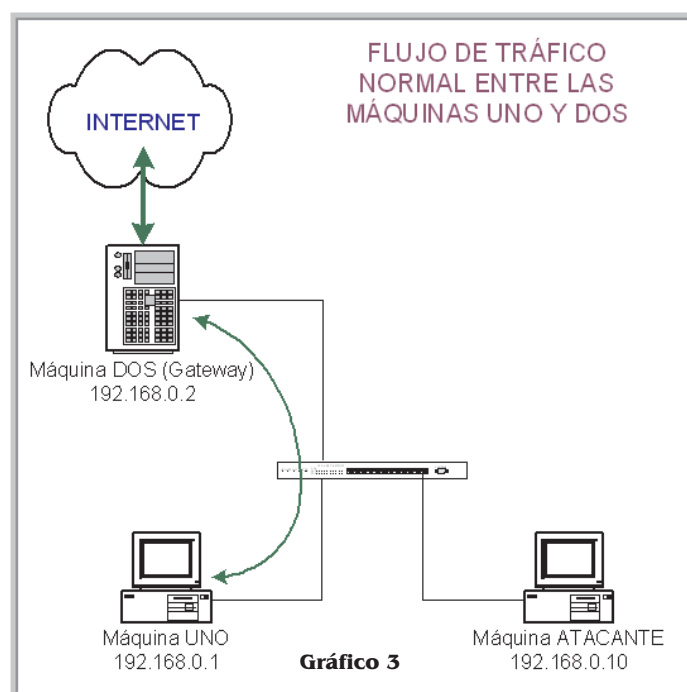 FLUJO DE TRÁFICO
NORMAL ENTRE LAS
MÁQUINAS UNO Y DOS
INTERNET
Máquina DOS (Gateway)
192.168.0.2
Máquina UNO
192.168.0.1
Gráfico 3
Máquina ATACANTE
192.168.0.10